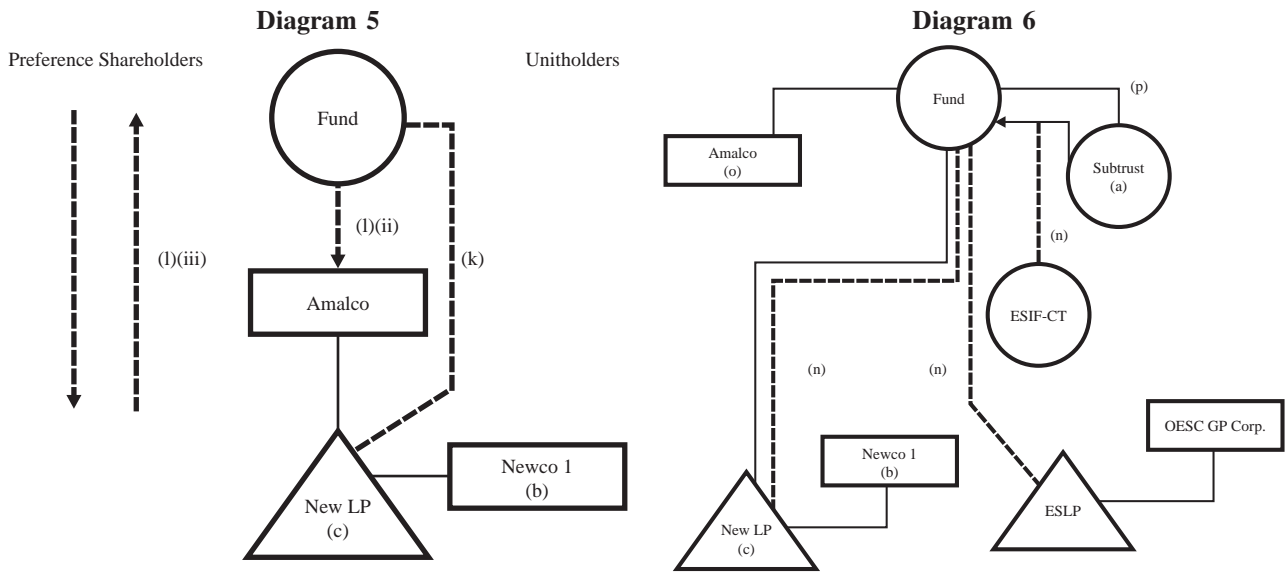 Diagram 5
Preference Shareholders
Unitholders
Fund
(l)(ii)
(l)(iii)
(k)
Amalco
Newco 1
(b)
New LP
(c)
Diagram 6
Fund
(p)
Amalco
(o)
Subtrust
(a)
(n)
ESIF-CT
(n)
(n)
OESC GP Corp.
Newco 1
(b)
ESLP
New LP
(c)